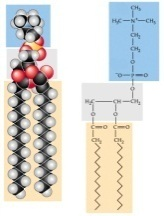 CH₃
H₃C—N⁺—CH₃
CH₂
CH₂
O
⁻O—P=O
O
H₂C—CH—CH₂
O O
C=O C=O
CH₂ CH₂